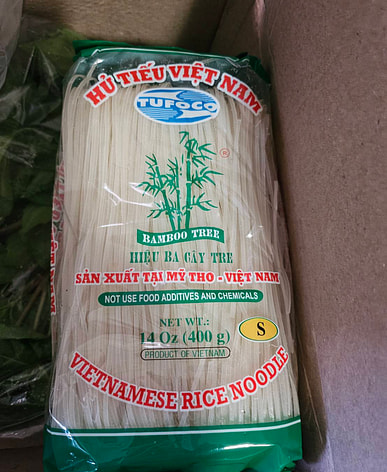 HỦ TIẾU VIỆT NAM
TUFOCO
®
BAMBOO TREE
HIỆU BA CÂY TRE
SẢN XUẤT TẠI MỸ THO - VIỆT NAM
NOT USE FOOD ADDITIVES AND CHEMICALS
NET WT.:
14 Oz (400 g)
S
PRODUCT OF VIETNAM
VIETNAMESE RICE NOODLE